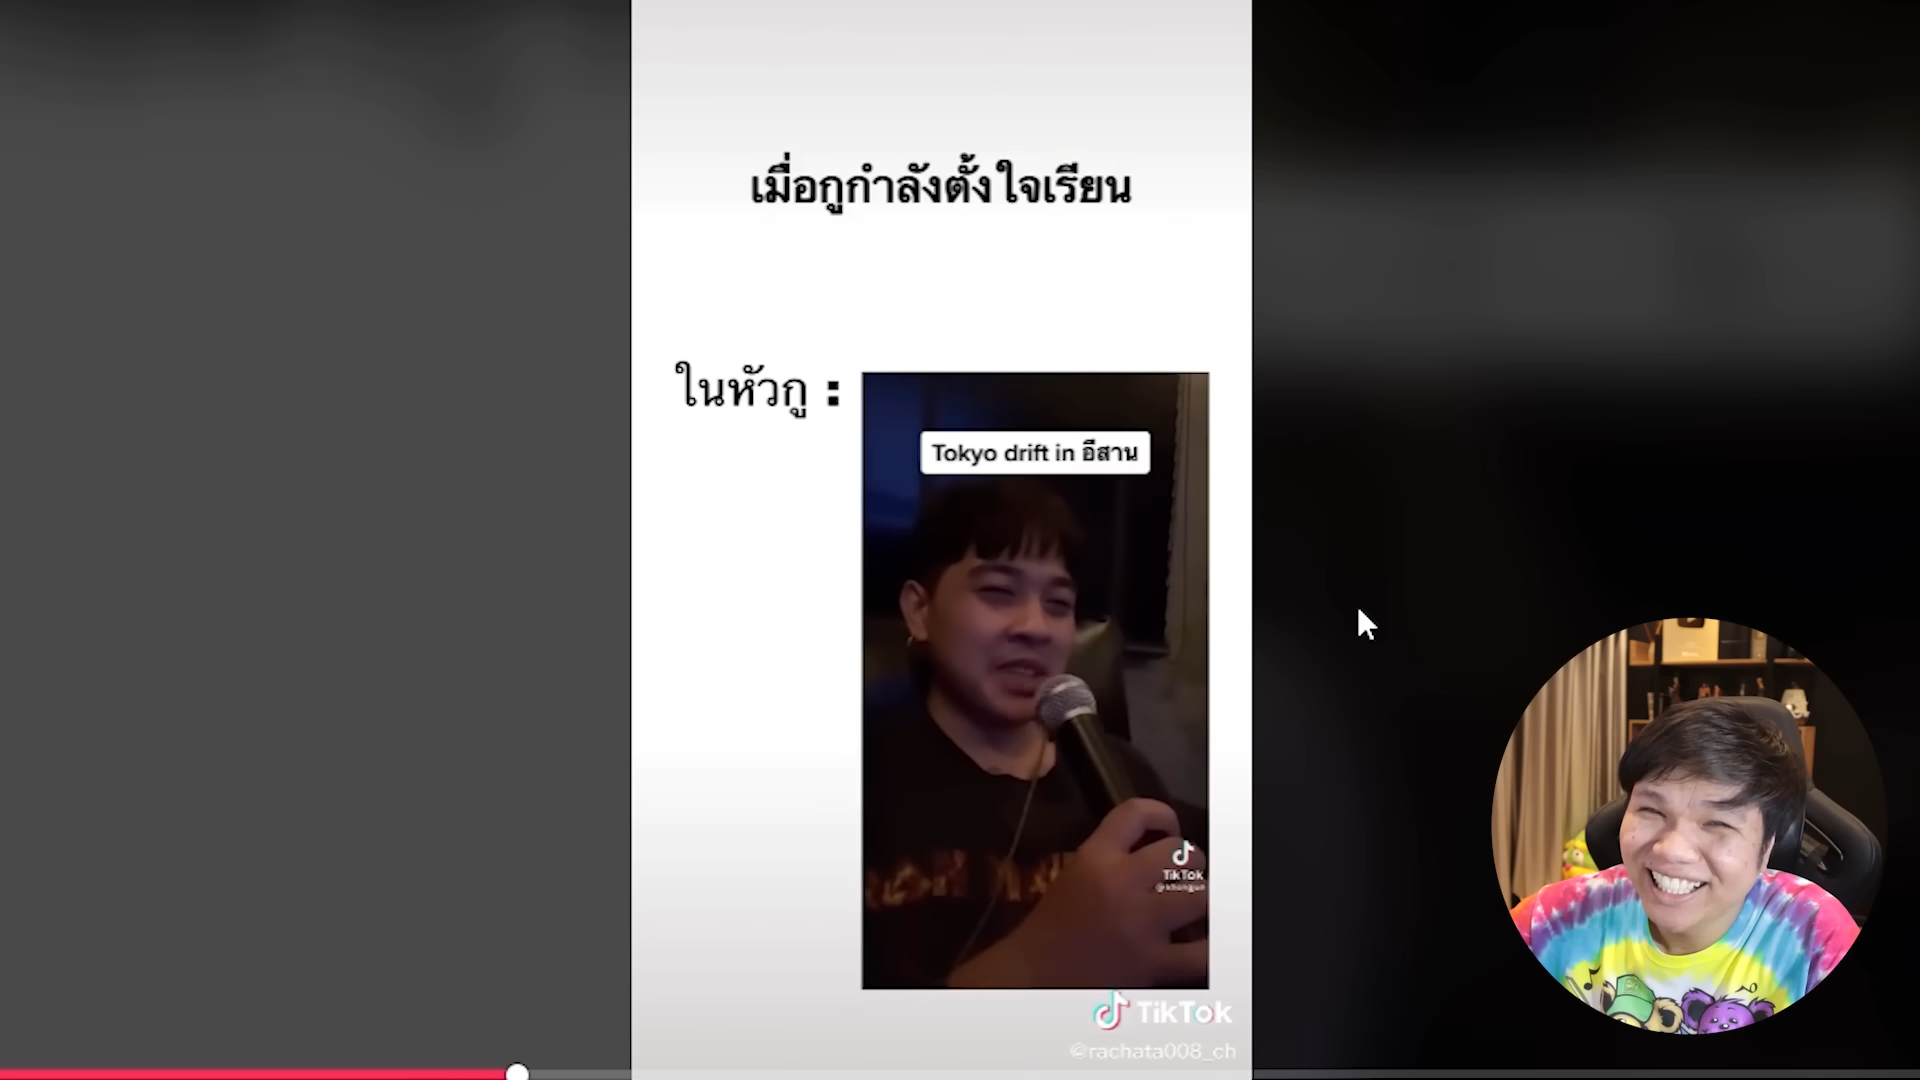 เมื่อกูกำลังตั้งใจเรียน
ในหัวกู :
Tokyo drift in อีสาน
TikTok
TikTok
@rachata008_ch